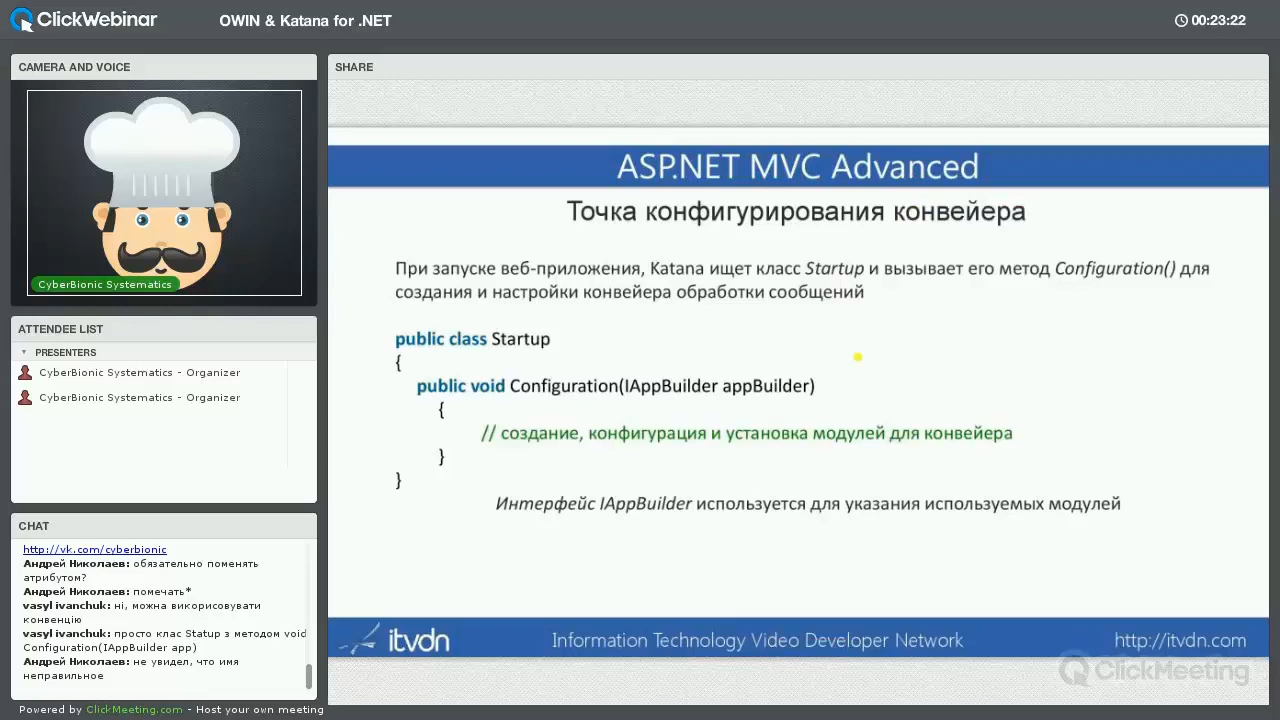 ClickWebinar
OWIN & Katana for .NET
00:23:22
CAMERA AND VOICE
CyberBionic Systematics
ATTENDEE LIST
PRESENTERS
CyberBionic Systematics - Organizer
CyberBionic Systematics - Organizer
CHAT
http://vk.com/cyberbionic
Андрей Николаев: обязательно поменять
атрибутом?
Андрей Николаев: помечать*
vasyl ivanchuk: ні, можна викорисовувати
конвенцію
vasyl ivanchuk: просто клас Statup з методом void
Configuration(IAppBuilder app)
Андрей Николаев: не увидел, что имя
неправильное
SHARE
ASP.NET MVC Advanced
Точка конфигурирования конвейера
При запуске веб-приложения, Katana ищет класс Startup и вызывает его метод Configuration() для
создания и настройки конвейера обработки сообщений
public class Startup
{
public void Configuration(IAppBuilder appBuilder)
{
// создание, конфигурация и установка модулей для конвейера
}
}
Интерфейс IAppBuilder используется для указания используемых модулей
itvdn
Information Technology Video Developer Network
http://itvdn.com
ClickMeeting
Powered by ClickMeeting.com - Host your own meeting